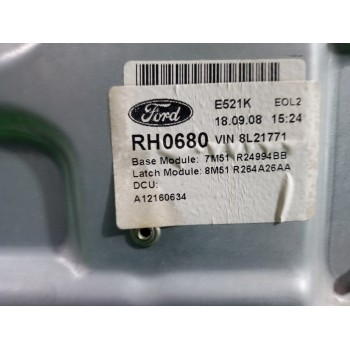 Ford
E521K EOL2
18.09.08 15:24
RH0680 VIN 8L21771
Base Module: 7M51 R24994BB
Latch Module: 8M51 R264A26AA
DCU:
A12160634